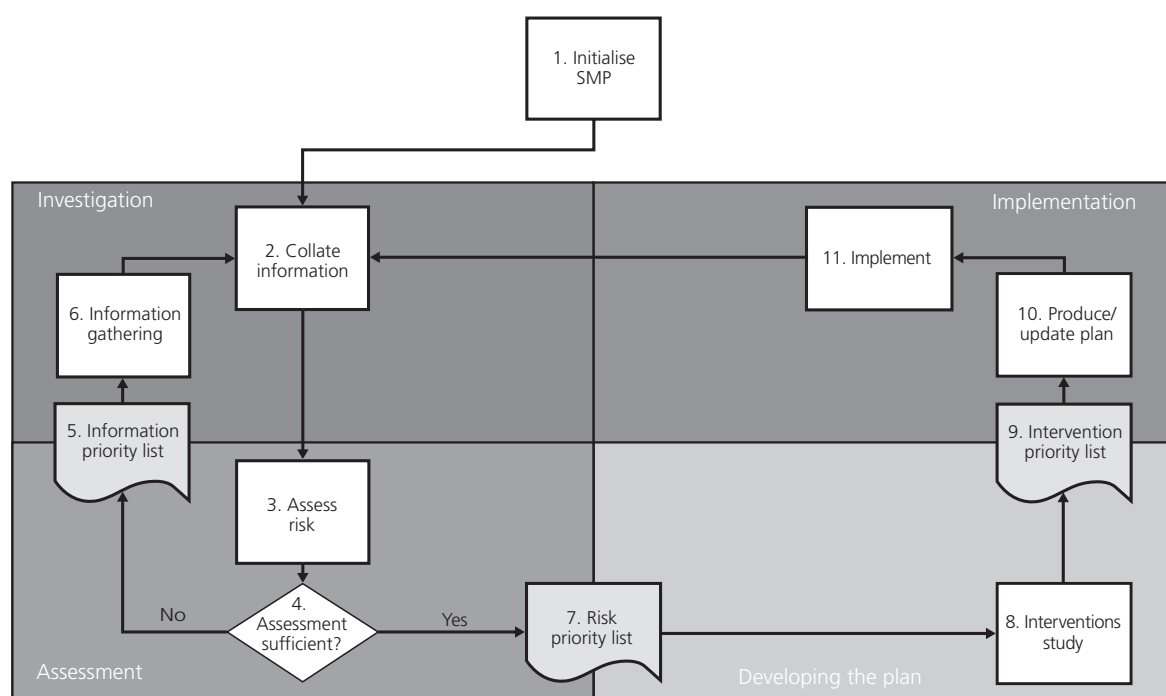 1. Initialise
SMP
Investigation
Implementation
2. Collate
information
11. Implement
6. Information
gathering
10. Produce/
update plan
5. Information
priority list
9. Intervention
priority list
3. Assess
risk
4.
Assessment
sufficient?
No
Yes
7. Risk
priority list
8. Interventions
study
Assessment
Developing the plan